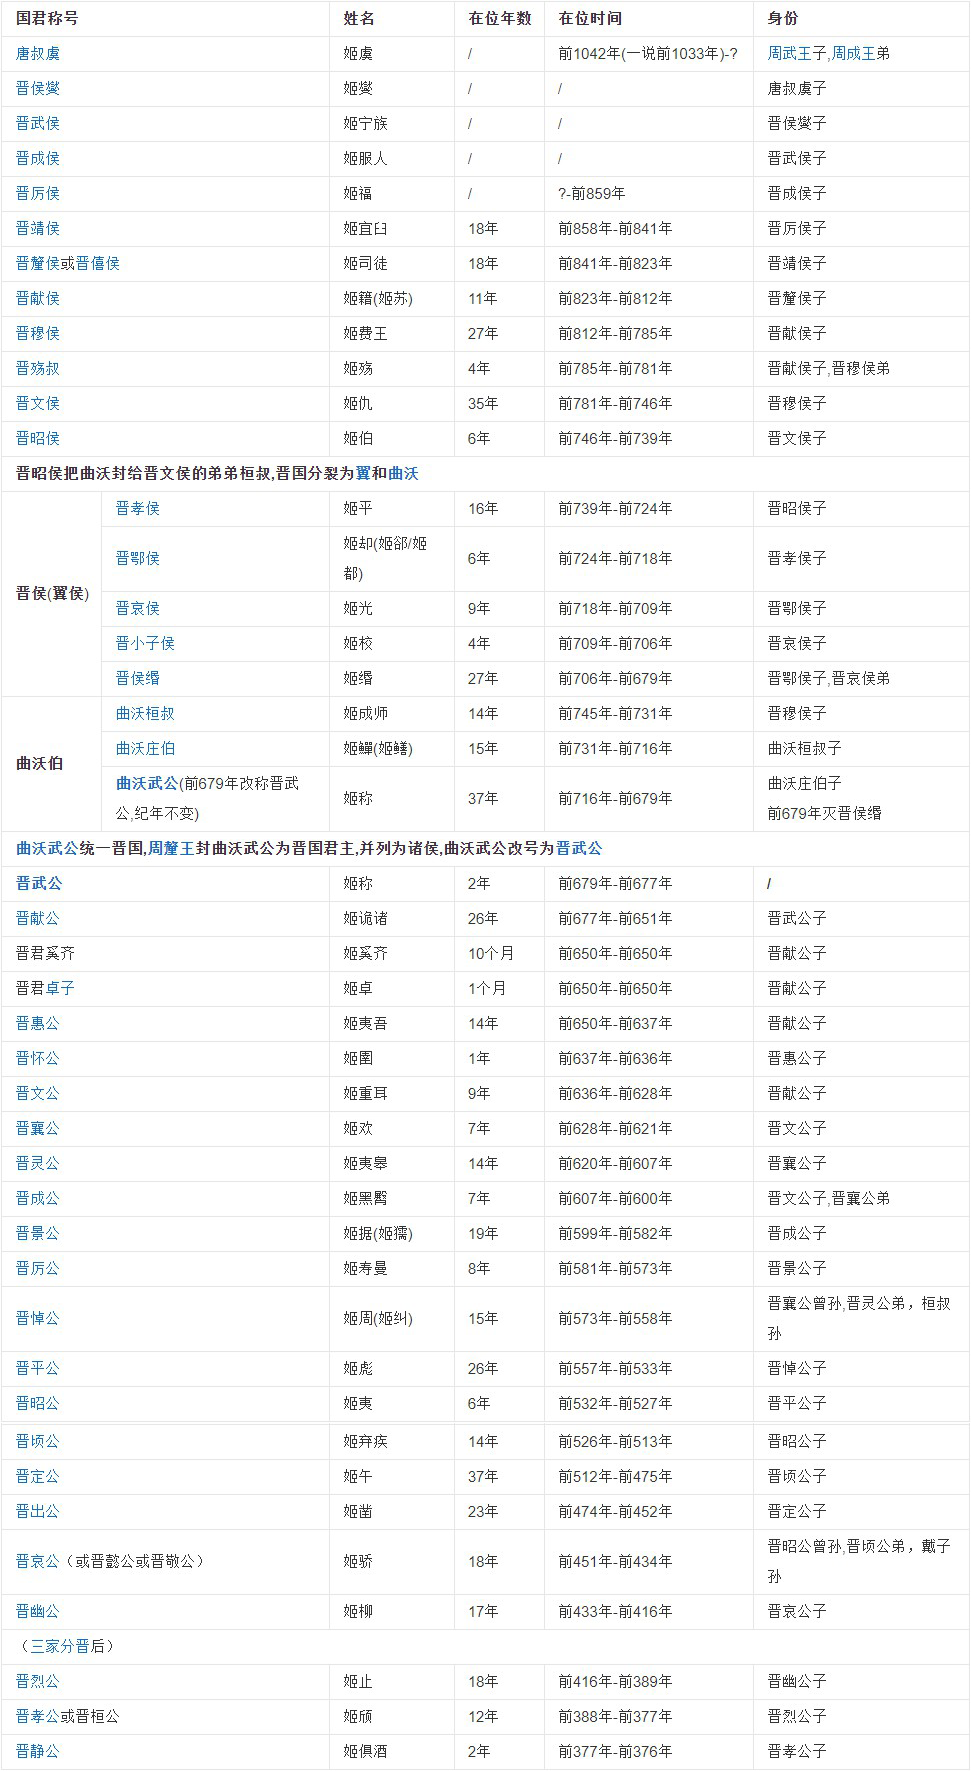 国君称号 姓名 在位年数 在位时间 身份
唐叔虞 姬虞 / 前1042年(一说前1033年)-? 周武王子,周成王弟
晋侯燮 姬燮 / / 唐叔虞子
晋武侯 姬宁族 / / 晋侯燮子
晋成侯 姬服人 / / 晋武侯子
晋厉侯 姬福 / ?-前859年 晋成侯子
晋靖侯 姬宜臼 18年 前858年-前841年 晋厉侯子
晋釐侯或晋僖侯 姬司徒 18年 前841年-前823年 晋靖侯子
晋献侯 姬籍(姬苏) 11年 前823年-前812年 晋釐侯子
晋穆侯 姬费王 27年 前812年-前785年 晋献侯子
晋殇叔 姬殇 4年 前785年-前781年 晋献侯子,晋穆侯弟
晋文侯 姬仇 35年 前781年-前746年 晋穆侯子
晋昭侯 姬伯 6年 前746年-前739年 晋文侯子
晋昭侯把曲沃封给晋文侯的弟弟桓叔,晋国分裂为翼和曲沃
晋侯(翼侯)
晋孝侯 姬平 16年 前739年-前724年 晋昭侯子
晋鄂侯 姬却(姬郤/姬
都) 6年 前724年-前718年 晋孝侯子
晋哀侯 姬光 9年 前718年-前709年 晋鄂侯子
晋小子侯 姬校 4年 前709年-前706年 晋哀侯子
晋侯缗 姬缗 27年 前706年-前679年 晋鄂侯子,晋哀侯弟
曲沃伯
曲沃桓叔 姬成师 14年 前745年-前731年 晋穆侯子
曲沃庄伯 姬鱓(姬鳝) 15年 前731年-前716年 曲沃桓叔子
曲沃武公(前679年改称晋武
公,纪年不变) 姬称 37年 前716年-前679年 曲沃庄伯子
前679年灭晋侯缗
曲沃武公统一晋国,周釐王封曲沃武公为晋国君主,并列为诸侯,曲沃武公改号为晋武公
晋武公 姬称 2年 前679年-前677年 /
晋献公 姬诡诸 26年 前677年-前651年 晋武公子
晋君奚齐 姬奚齐 10个月 前650年-前650年 晋献公子
晋君卓子 姬卓 1个月 前650年-前650年 晋献公子
晋惠公 姬夷吾 14年 前650年-前637年 晋献公子
晋怀公 姬圉 1年 前637年-前636年 晋惠公子
晋文公 姬重耳 9年 前636年-前628年 晋献公子
晋襄公 姬欢 7年 前628年-前621年 晋文公子
晋灵公 姬夷皋 14年 前620年-前607年 晋襄公子
晋成公 姬黑臀 7年 前607年-前600年 晋文公子,晋襄公弟
晋景公 姬据(姬獳) 19年 前599年-前582年 晋成公子
晋厉公 姬寿曼 8年 前581年-前573年 晋景公子
晋悼公 姬周(姬纠) 15年 前573年-前558年 晋襄公曾孙,晋灵公弟，桓叔
孙
晋平公 姬彪 26年 前557年-前533年 晋悼公子
晋昭公 姬夷 6年 前532年-前527年 晋平公子
晋顷公 姬弃疾 14年 前526年-前513年 晋昭公子
晋定公 姬午 37年 前512年-前475年 晋顷公子
晋出公 姬凿 23年 前474年-前452年 晋定公子
晋哀公（或晋懿公或晋敬公） 姬骄 18年 前451年-前434年 晋昭公曾孙,晋顷公弟，戴子
孙
晋幽公 姬柳 17年 前433年-前416年 晋哀公子
（三家分晋后）
晋烈公 姬止 18年 前416年-前389年 晋幽公子
晋孝公或晋桓公 姬颀 12年 前388年-前377年 晋烈公子
晋静公 姬俱酒 2年 前377年-前376年 晋孝公子